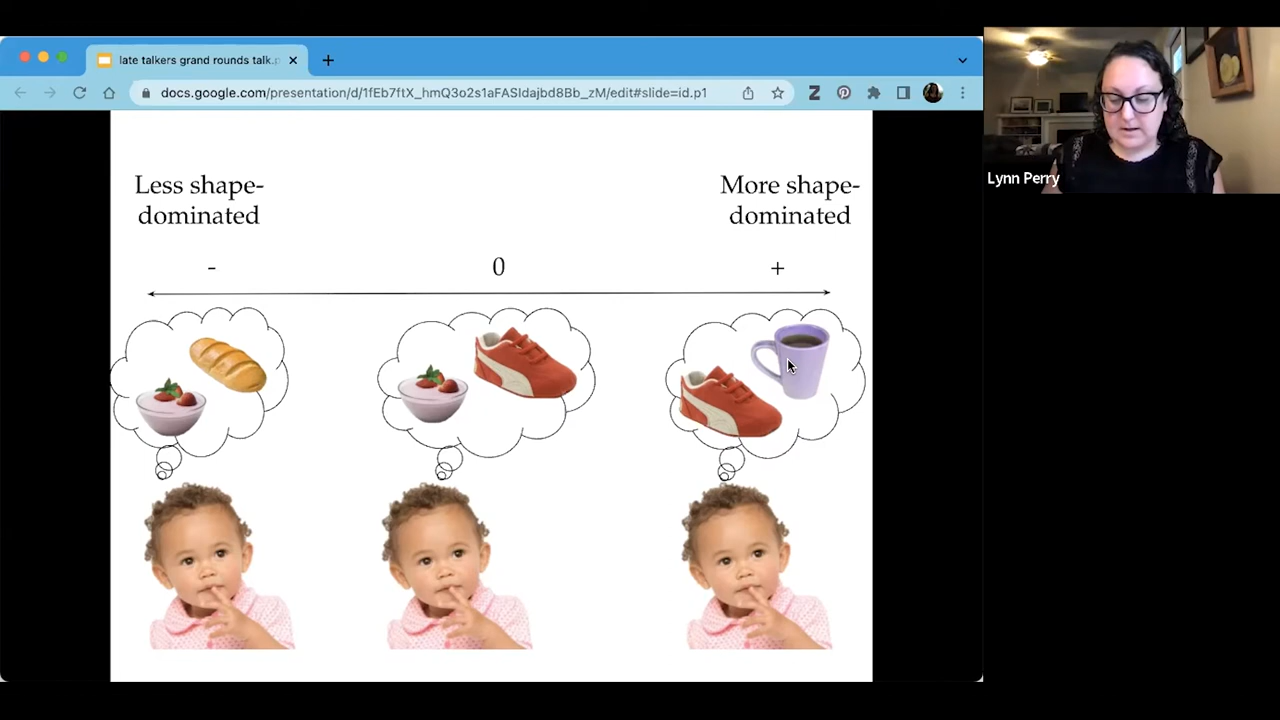 late talkers grand rounds talk.p
docs.google.com/presentation/d/1fEb7ftX_hmQ3o2s1aFASIdajbd8Bb_zM/edit#slide=id.p1
Lynn Perry
Less shape-
dominated
More shape-
dominated
-
0
+